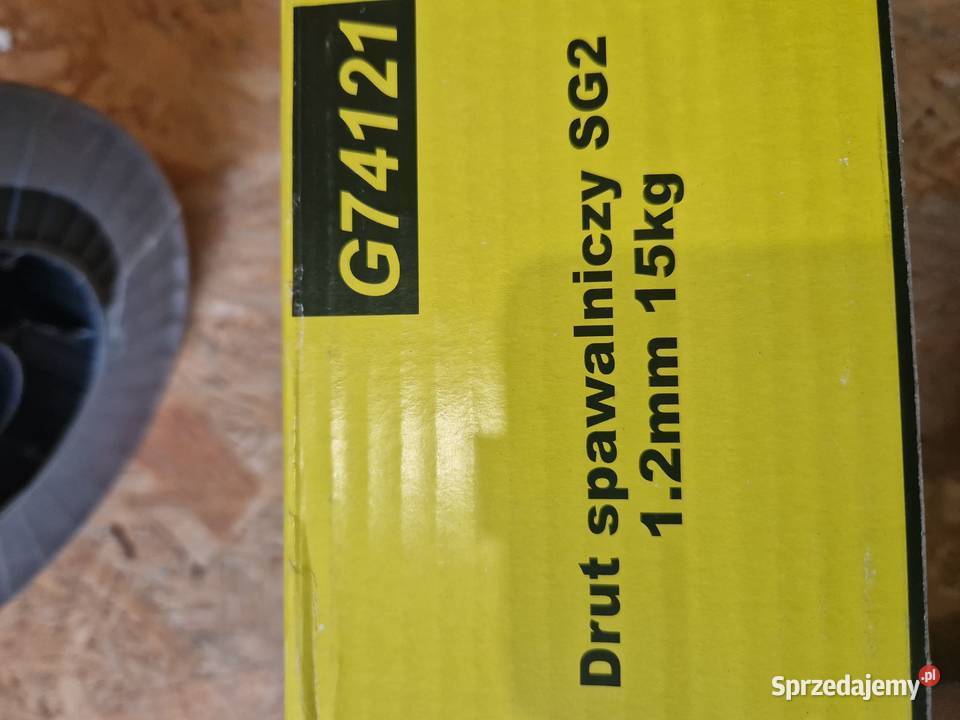 G74121
Drut spawalniczy SG2
1.2mm 15kg
Sprzedajemy.pl